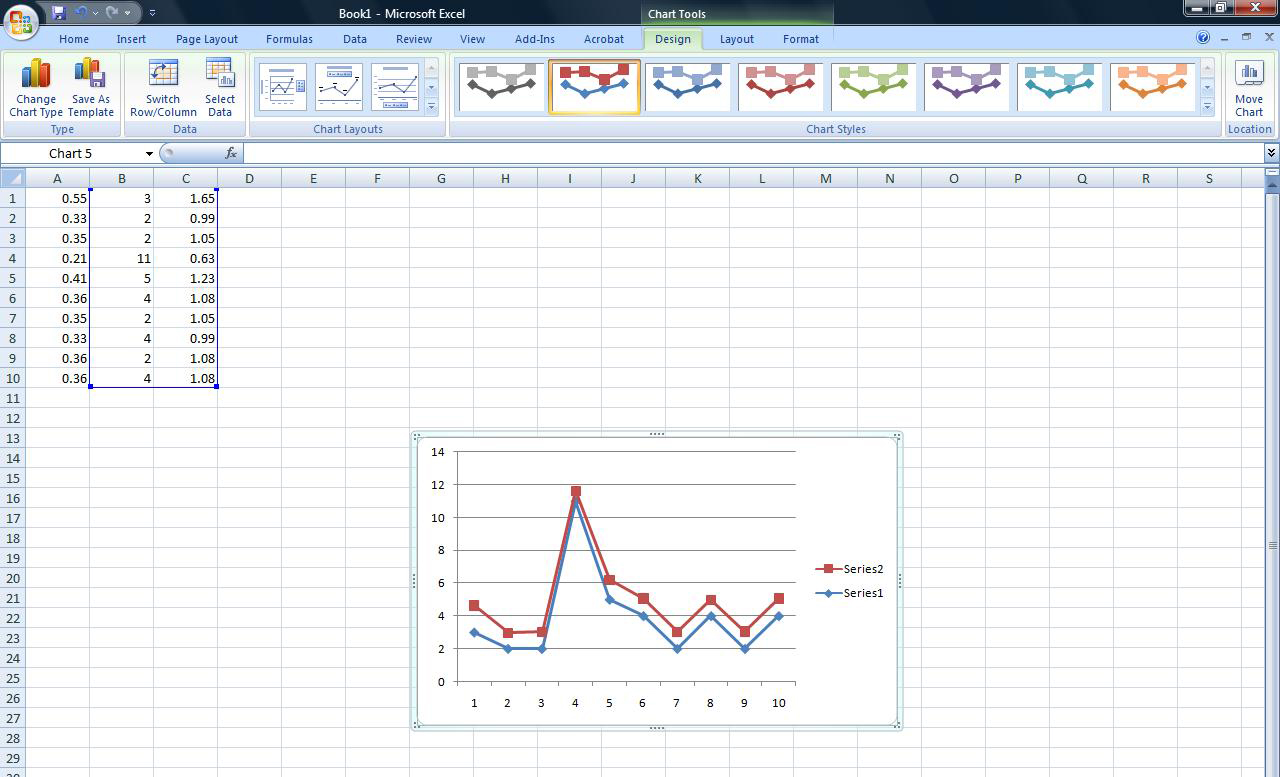 Book1 - Microsoft Excel Chart Tools
Home Insert Page Layout Formulas Data Review View Add-Ins Acrobat Design Layout Format
Change Chart Type Save As Template Switch Row/Column Select Data Move Chart
Type Data Chart Layouts Chart Styles Location
Chart 5 fx
A B C D E F G H I J K L M N O P Q R S
1 0.55 3 1.65
2 0.33 2 0.99
3 0.35 2 1.05
4 0.21 11 0.63
5 0.41 5 1.23
6 0.36 4 1.08
7 0.35 2 1.05
8 0.33 4 0.99
9 0.36 2 1.08
10 0.36 4 1.08
11
12
13
14
15
16
17
18
19
20
21
22
23
24
25
26
27
28
29
14
12
10
8
6
4
2
0
1 2 3 4 5 6 7 8 9 10
Series2
Series1